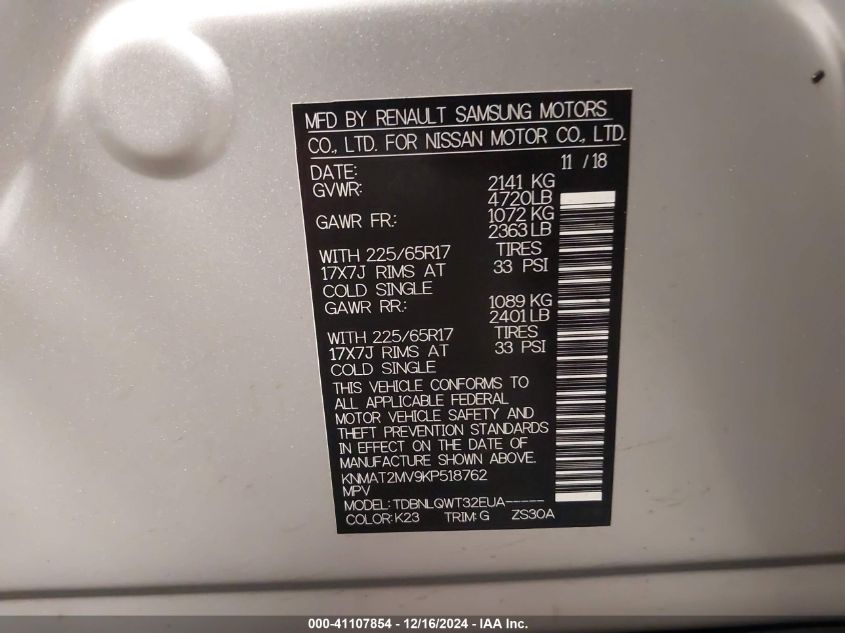 MFD BY RENAULT SAMSUNG MOTORS
CO., LTD. FOR NISSAN MOTOR CO., LTD.
DATE: 11 / 18
GVWR: 2141 KG
4720LB
GAWR FR.: 1072 KG
2363LB
WITH 225/65R17 TIRES
17X7J RIMS AT 33 PSI
COLD SINGLE
GAWR RR.: 1089 KG
2401LB
WITH 225/65R17 TIRES
17X7J RIMS AT 33 PSI
COLD SINGLE
THIS VEHICLE CONFORMS TO
ALL APPLICABLE FEDERAL
MOTOR VEHICLE SAFETY AND
THEFT PREVENTION STANDARDS
IN EFFECT ON THE DATE OF
MANUFACTURE SHOWN ABOVE.
KNMAT2MV9KP518762
MPV
MODEL: TDBNLQWT32EUA-----
COLOR: K23 TRIM: G ZS30A
000-41107854 - 12/16/2024 - IAA Inc.